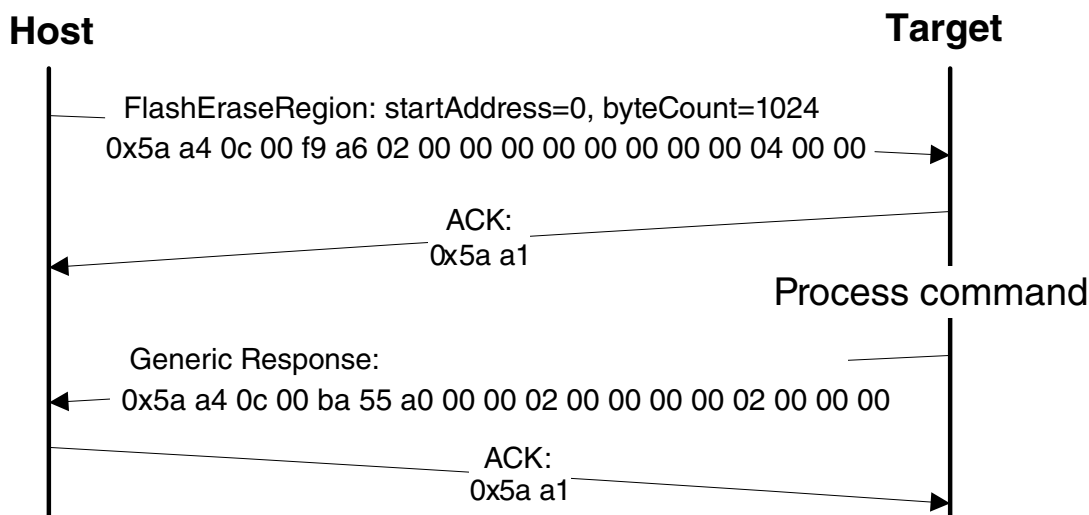 Host
Target
FlashEraseRegion: startAddress=0, byteCount=1024
0x5a a4 0c 00 f9 a6 02 00 00 00 00 00 00 00 00 04 00 00
ACK:
0x5a a1
Process command
Generic Response:
0x5a a4 0c 00 ba 55 a0 00 00 02 00 00 00 00 02 00 00 00
ACK:
0x5a a1